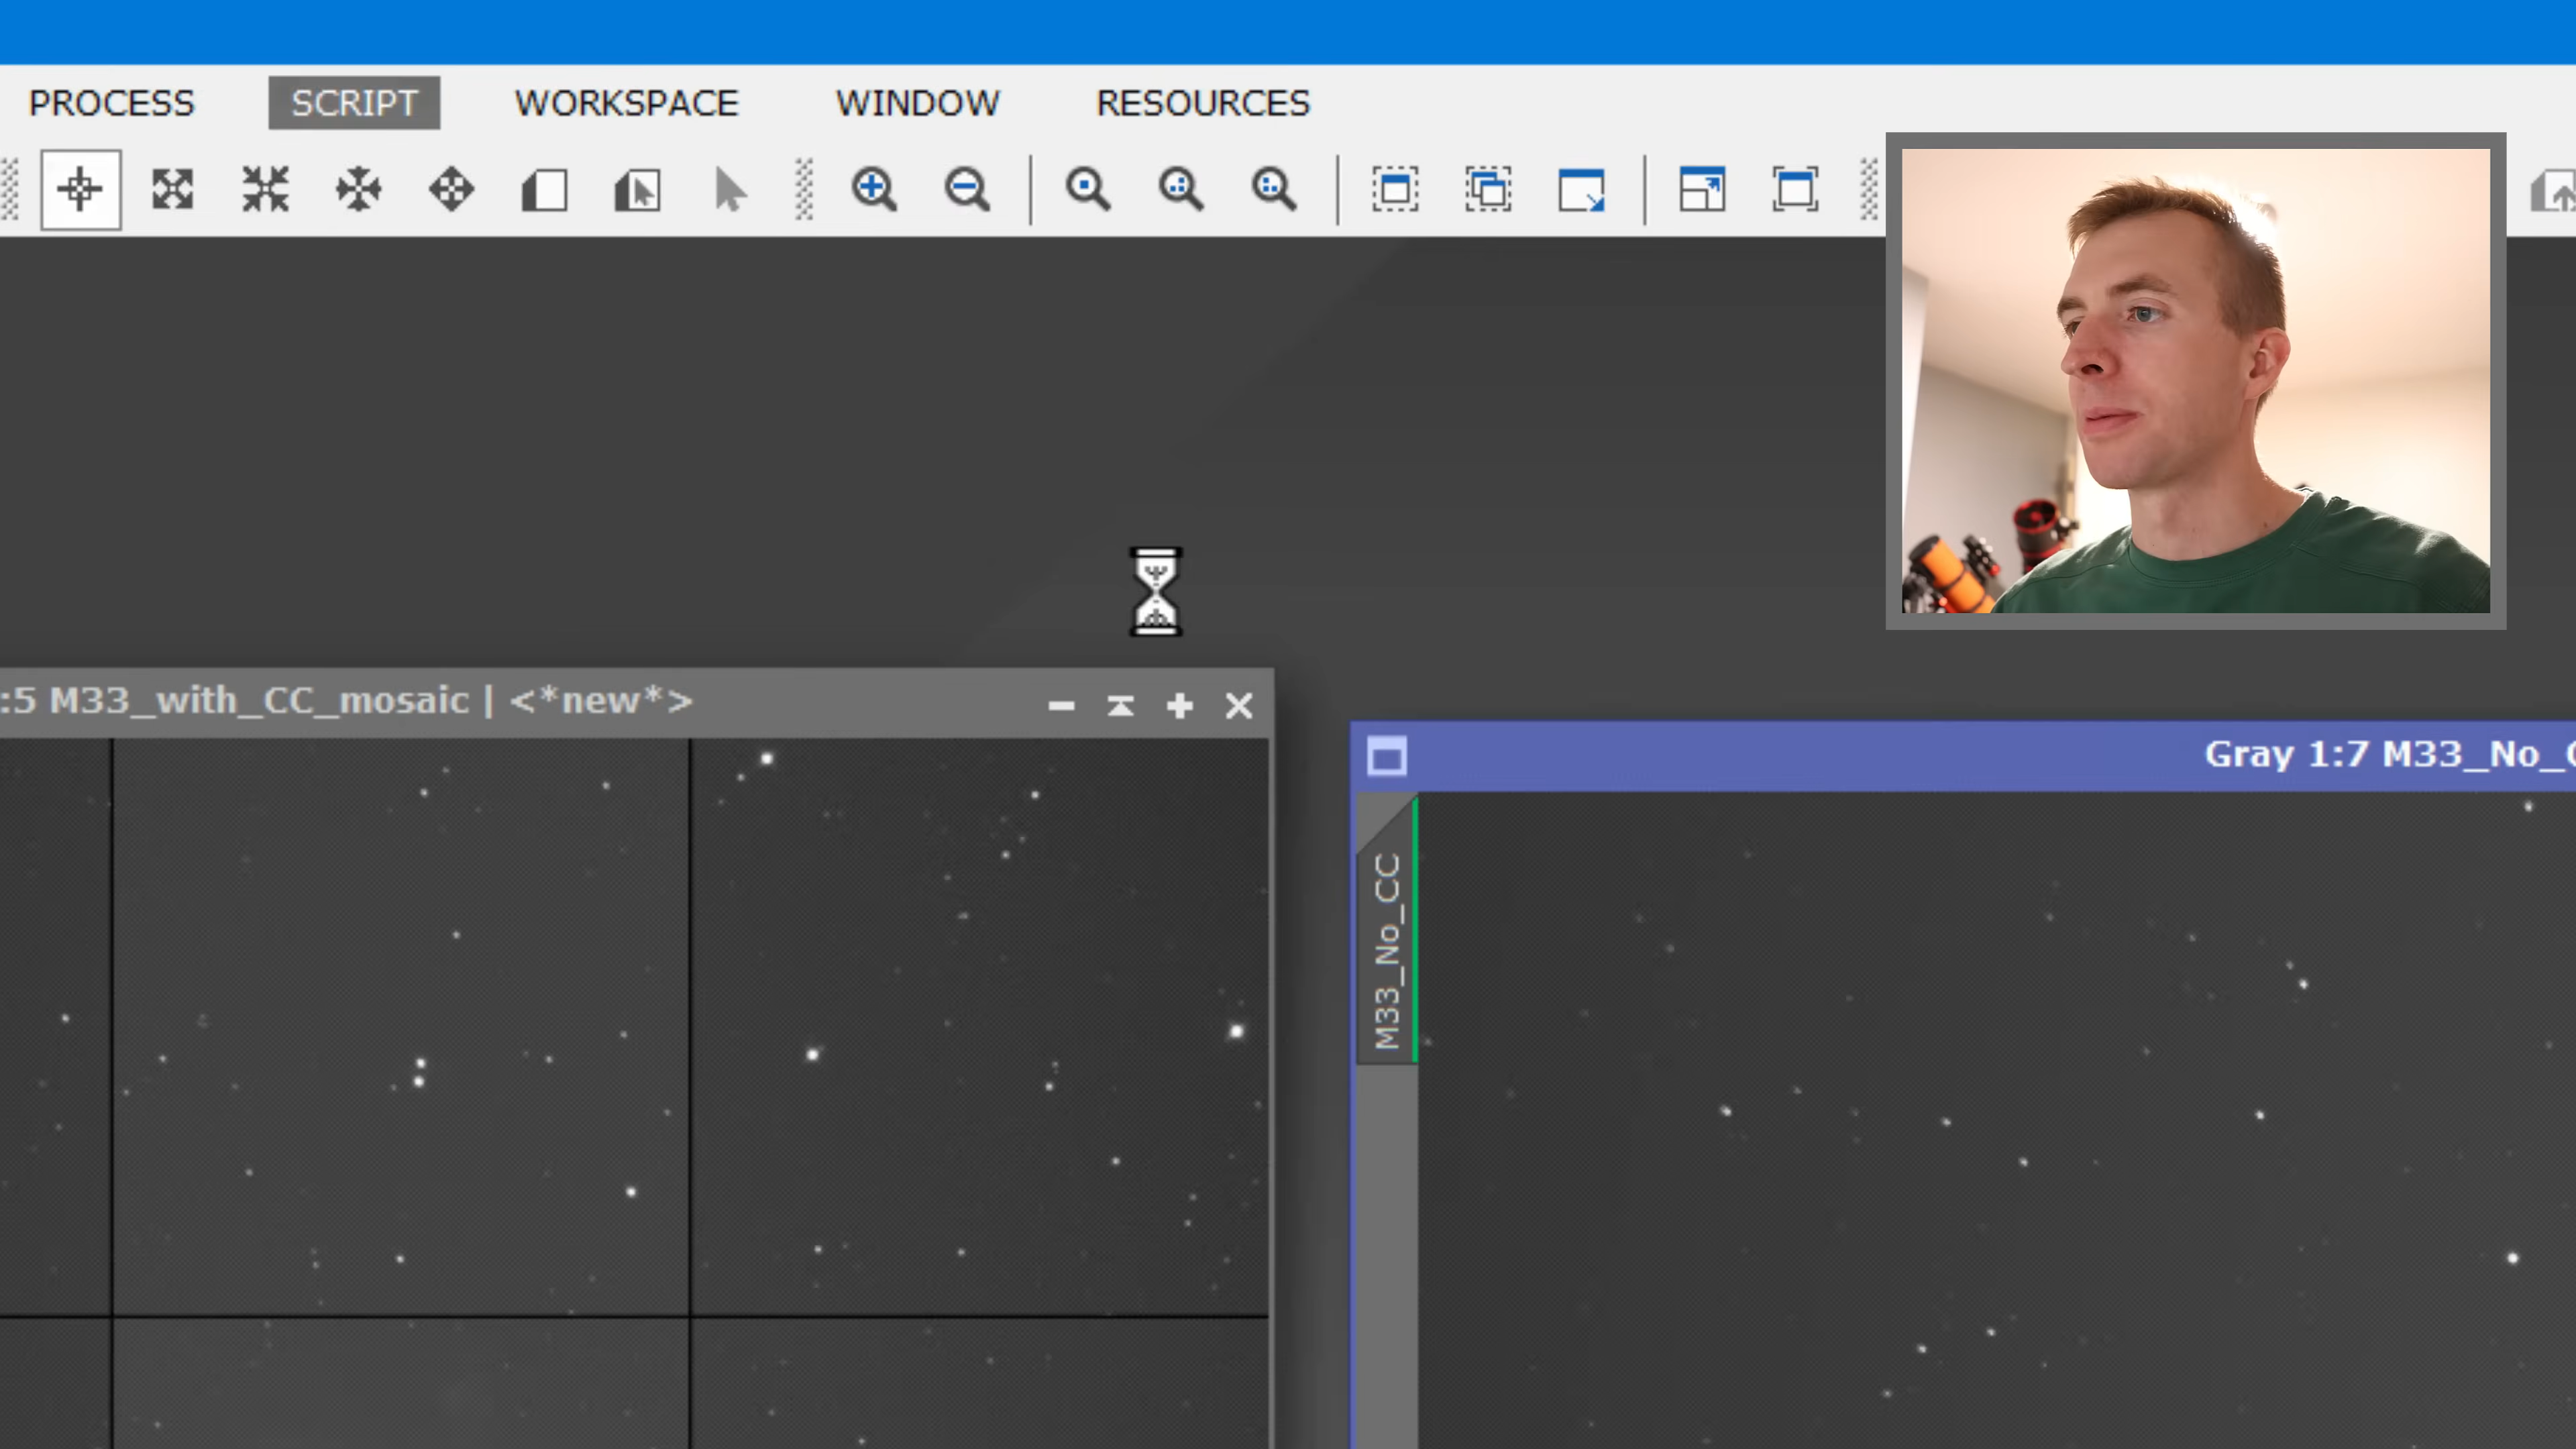 PROCESS SCRIPT WORKSPACE WINDOW RESOURCES
:5 M33_with_CC_mosaic | <*new*>
Gray 1:7 M33_No_
M33_No_CC